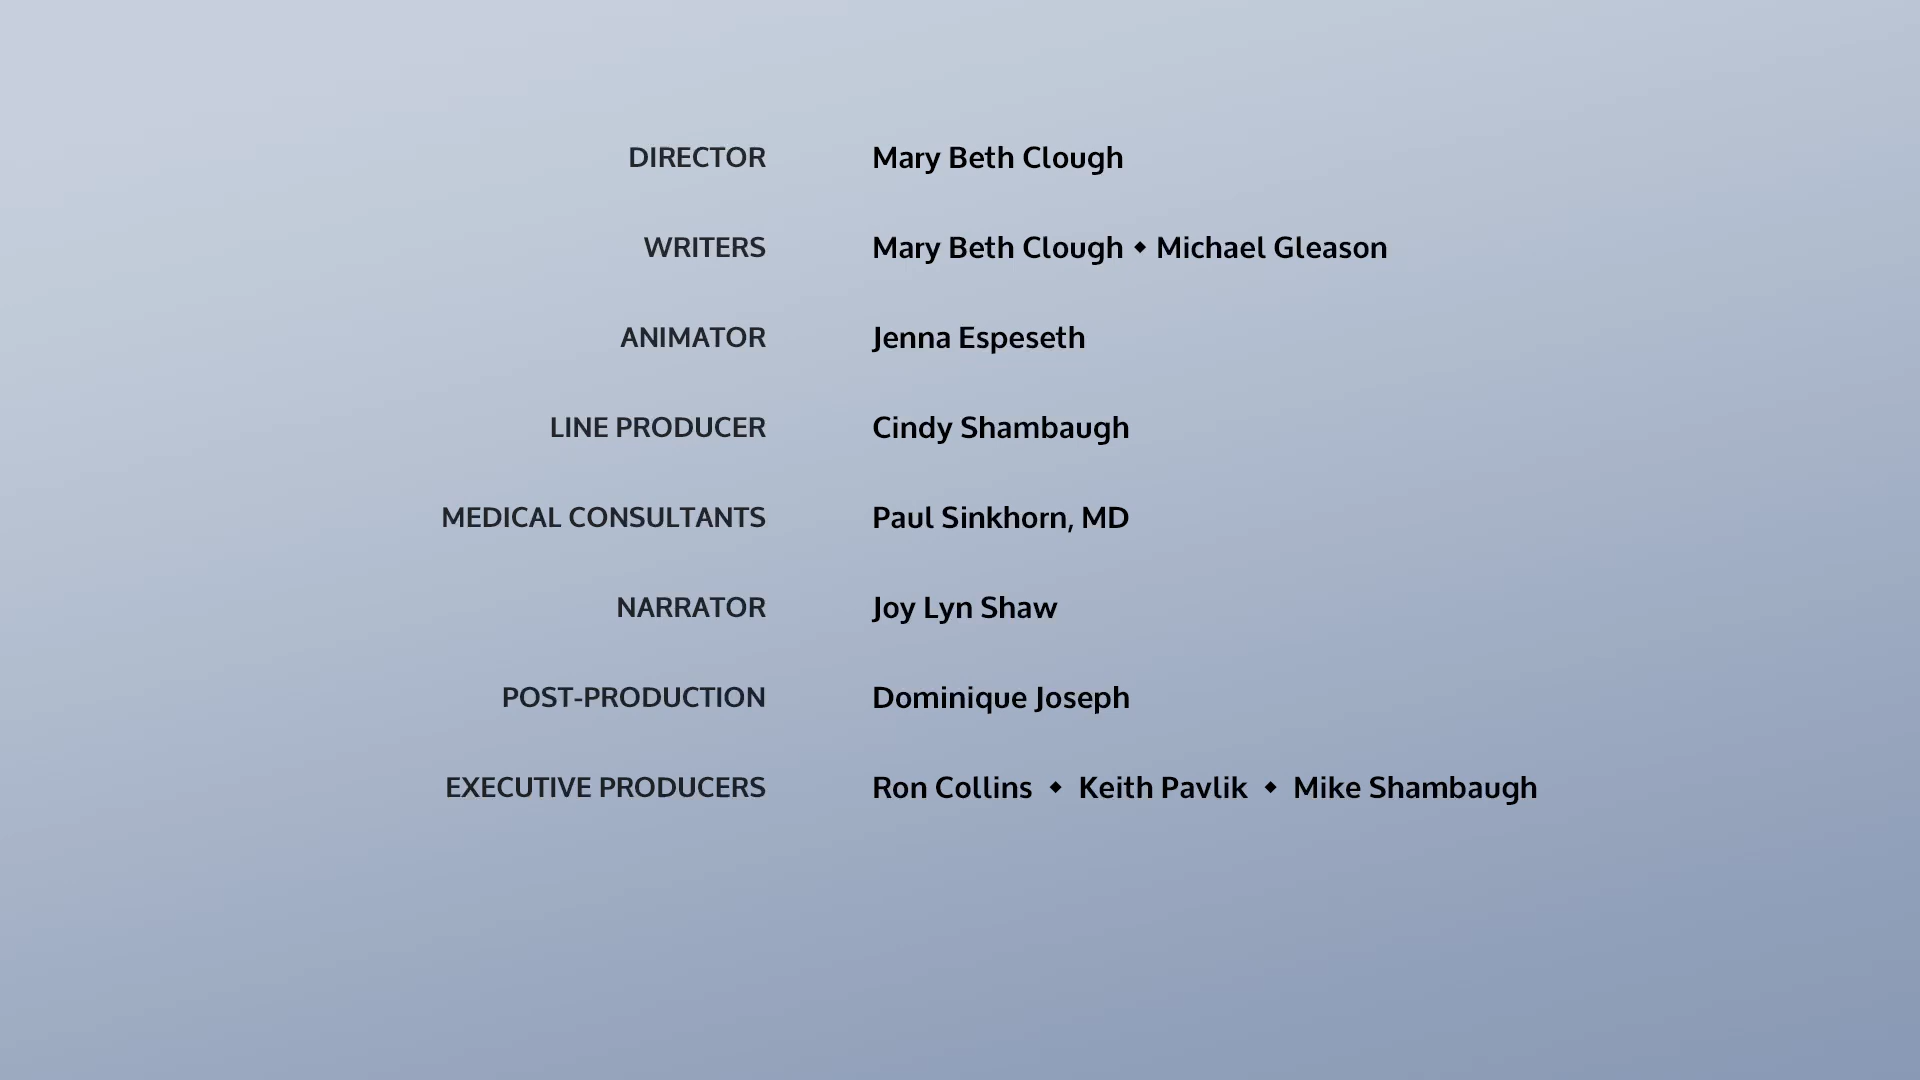 DIRECTOR Mary Beth Clough
WRITERS Mary Beth Clough ◆ Michael Gleason
ANIMATOR Jenna Espeseth
LINE PRODUCER Cindy Shambaugh
MEDICAL CONSULTANTS Paul Sinkhorn, MD
NARRATOR Joy Lyn Shaw
POST-PRODUCTION Dominique Joseph
EXECUTIVE PRODUCERS Ron Collins ◆ Keith Pavlik ◆ Mike Shambaugh